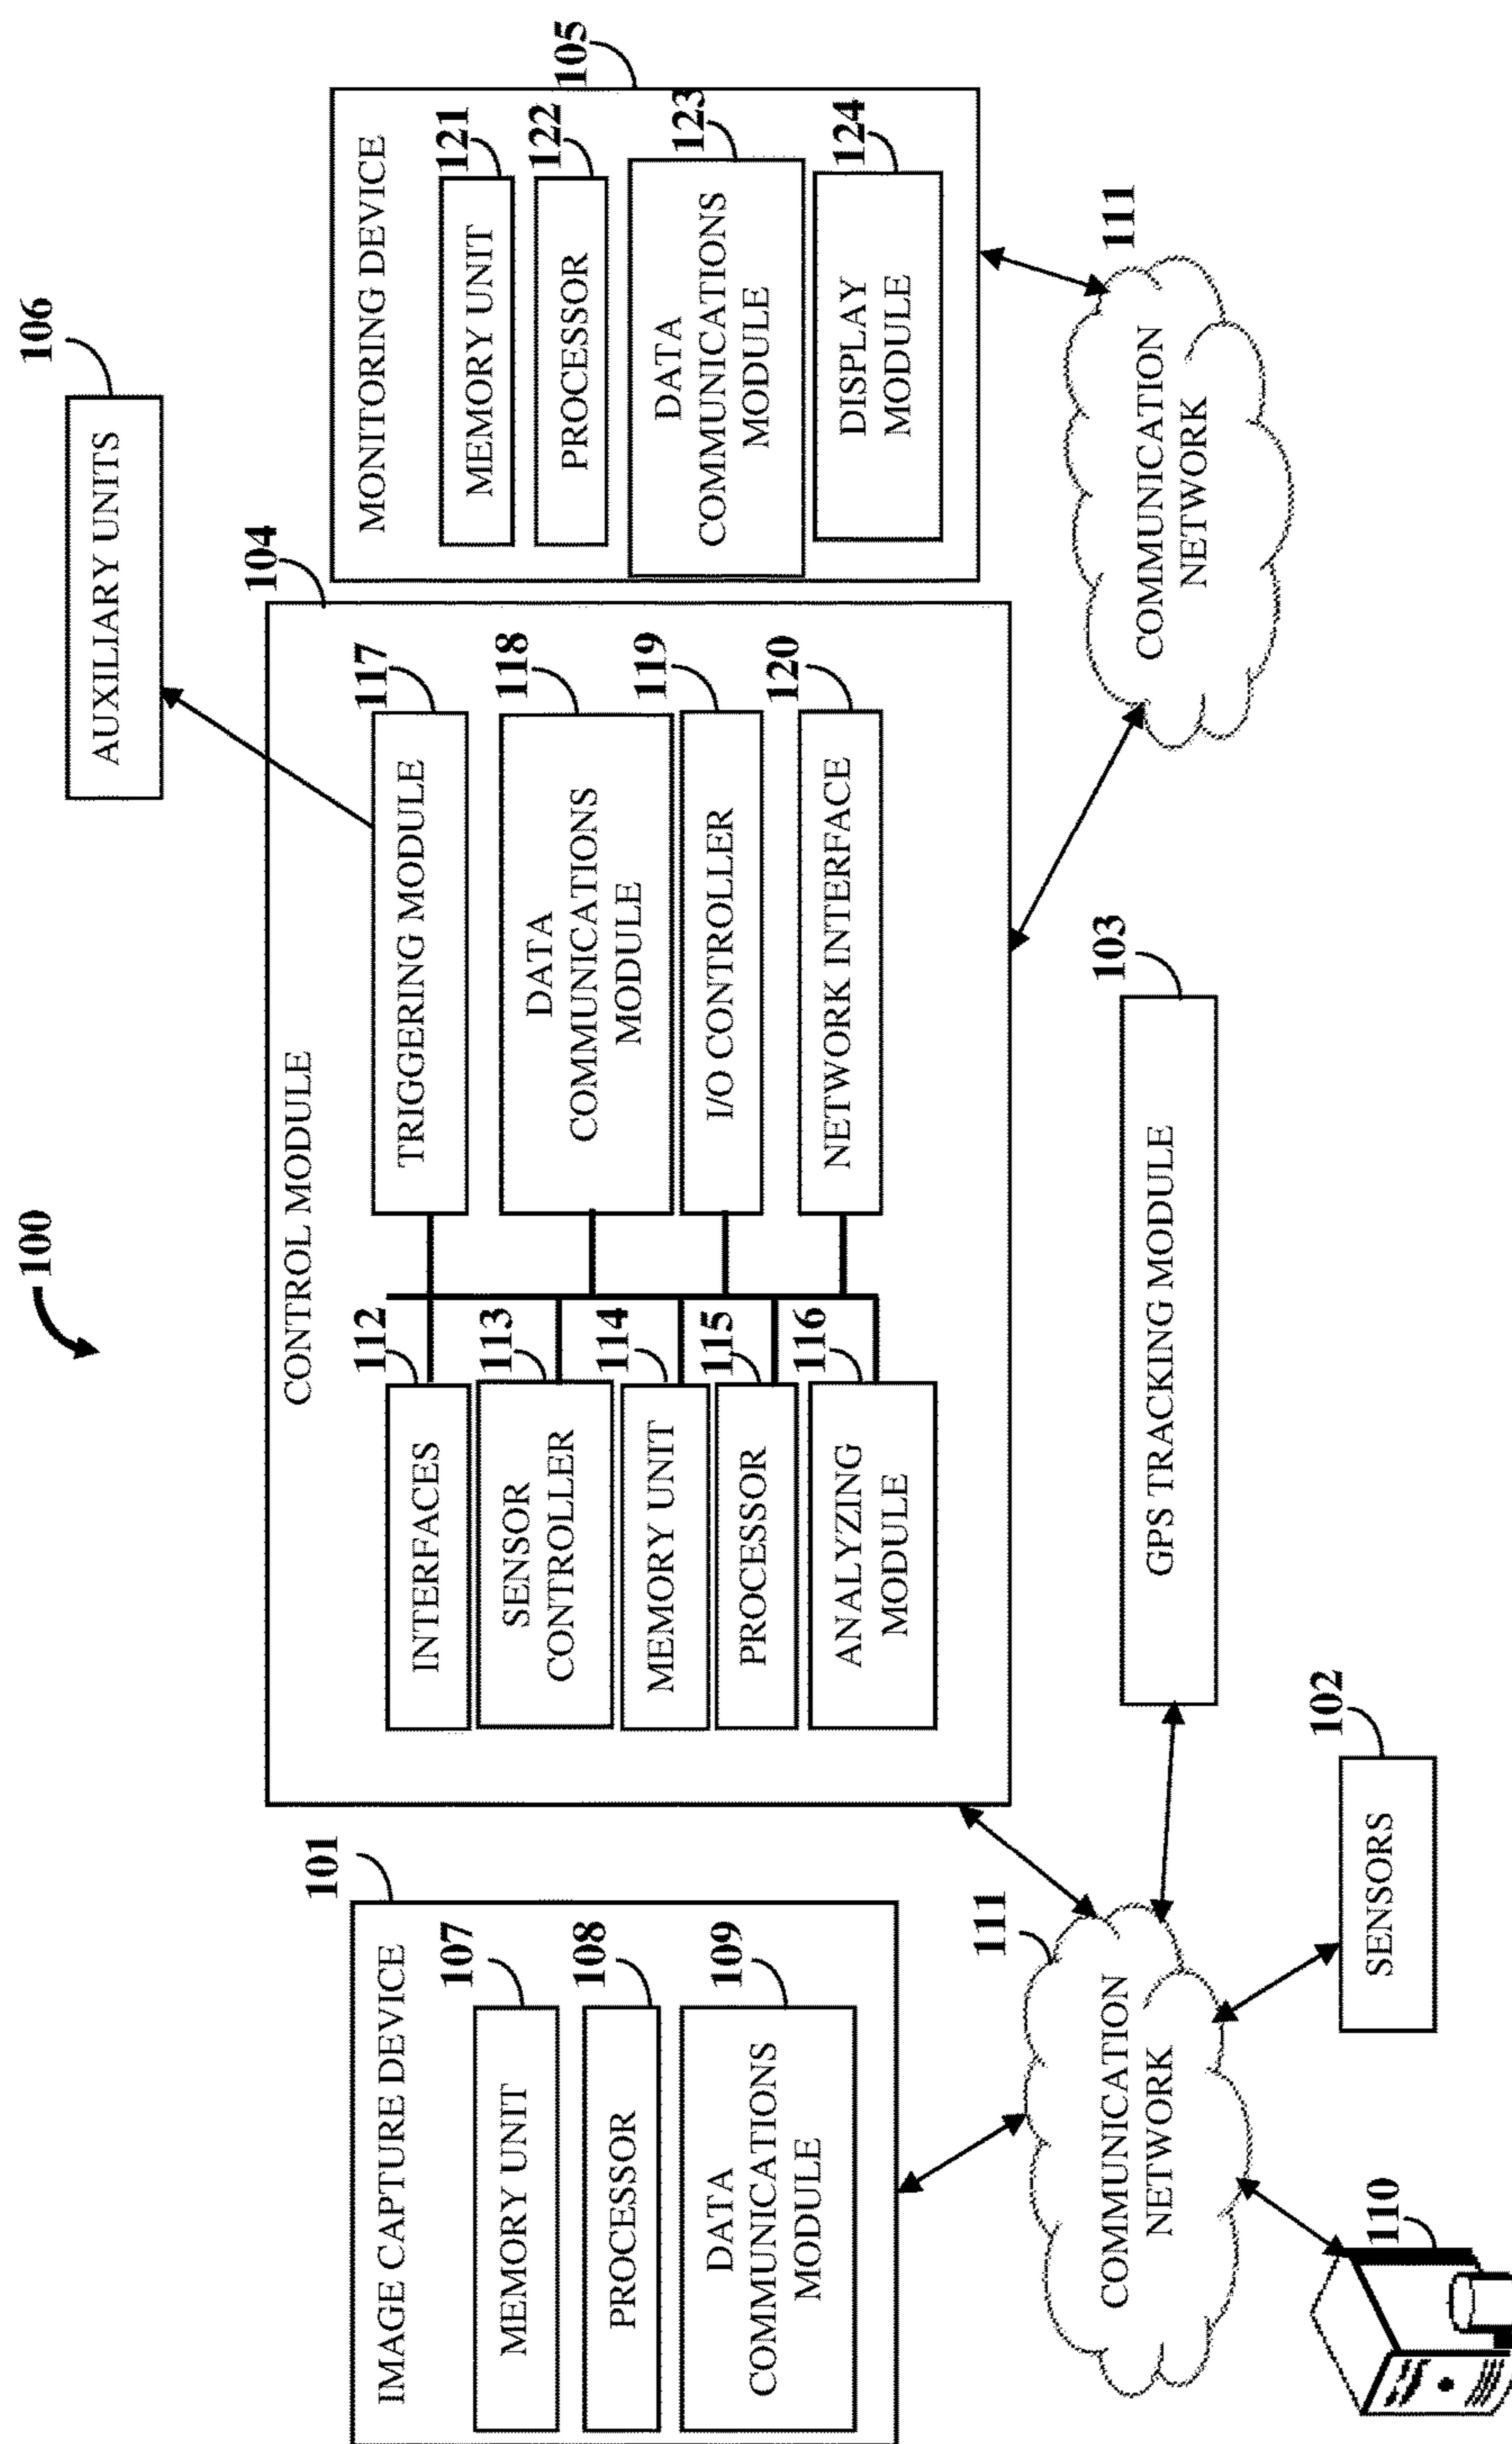 100
106
AUXILIARY UNITS
101
IMAGE CAPTURE DEVICE
107
MEMORY UNIT
108
PROCESSOR
109
DATA
COMMUNICATIONS
MODULE
104
CONTROL MODULE
112
INTERFACES
113
SENSOR
CONTROLLER
114
MEMORY UNIT
115
PROCESSOR
116
ANALYZING
MODULE
117
TRIGGERING MODULE
118
DATA
COMMUNICATIONS
MODULE
119
I/O CONTROLLER
120
NETWORK INTERFACE
105
MONITORING DEVICE
121
MEMORY UNIT
122
PROCESSOR
123
DATA
COMMUNICATIONS
MODULE
124
DISPLAY
MODULE
111
COMMUNICATION
NETWORK
103
GPS TRACKING MODULE
111
COMMUNICATION
NETWORK
102
SENSORS
110